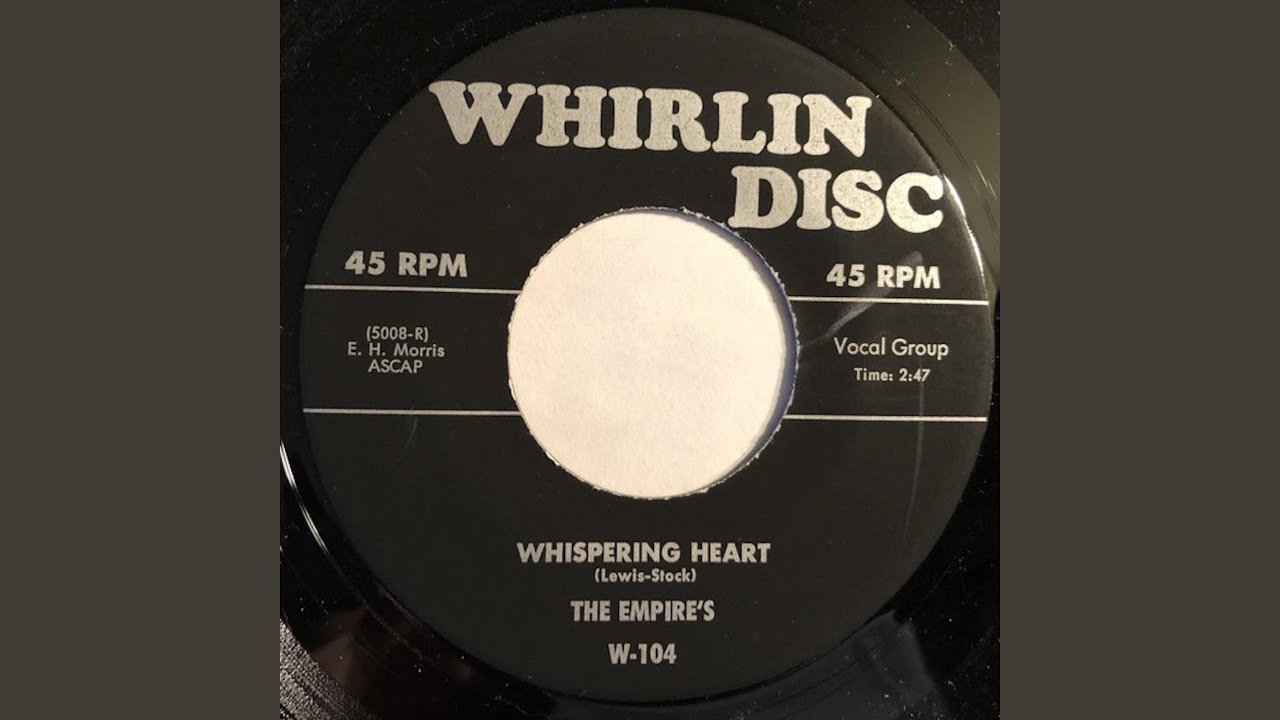 WHIRLIN
DISC
45 RPM
45 RPM
(5008-R)
E. H. Morris
ASCAP
Vocal Group
Time: 2:47
WHISPERING HEART
(Lewis-Stock)
THE EMPIRE'S
W-104